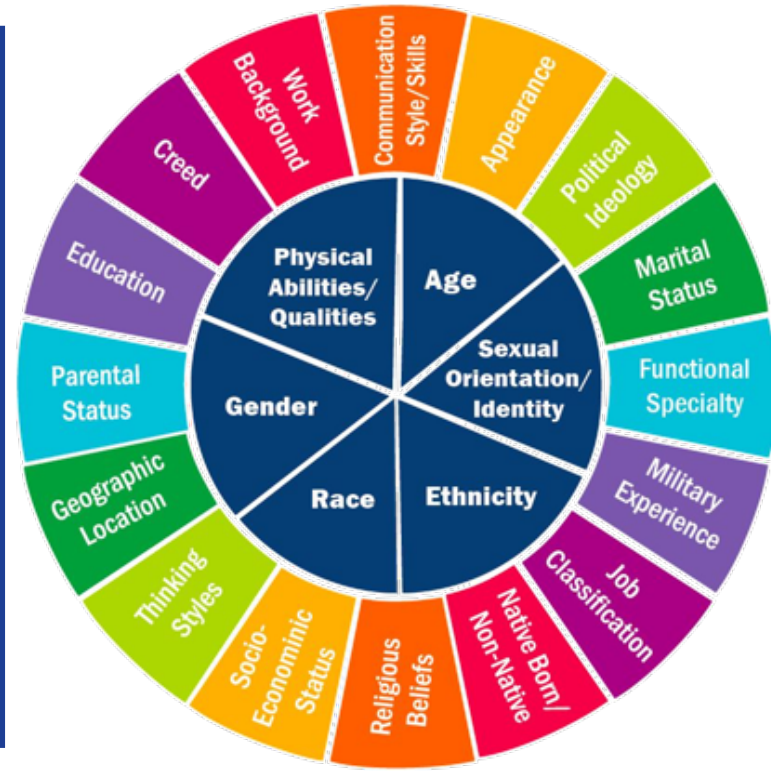 Communication
Style/Skills
Appearance
Political
Ideology
Marital
Status
Functional
Specialty
Military
Experience
Job
Classification
Native Born/
Non-Native
Religious
Beliefs
Socio-
Econominic
Status
Thinking
Styles
Geographic
Location
Parental
Status
Education
Creed
Work
Background
Physical
Abilities/
Qualities
Age
Sexual
Orientation/
Identity
Ethnicity
Race
Gender